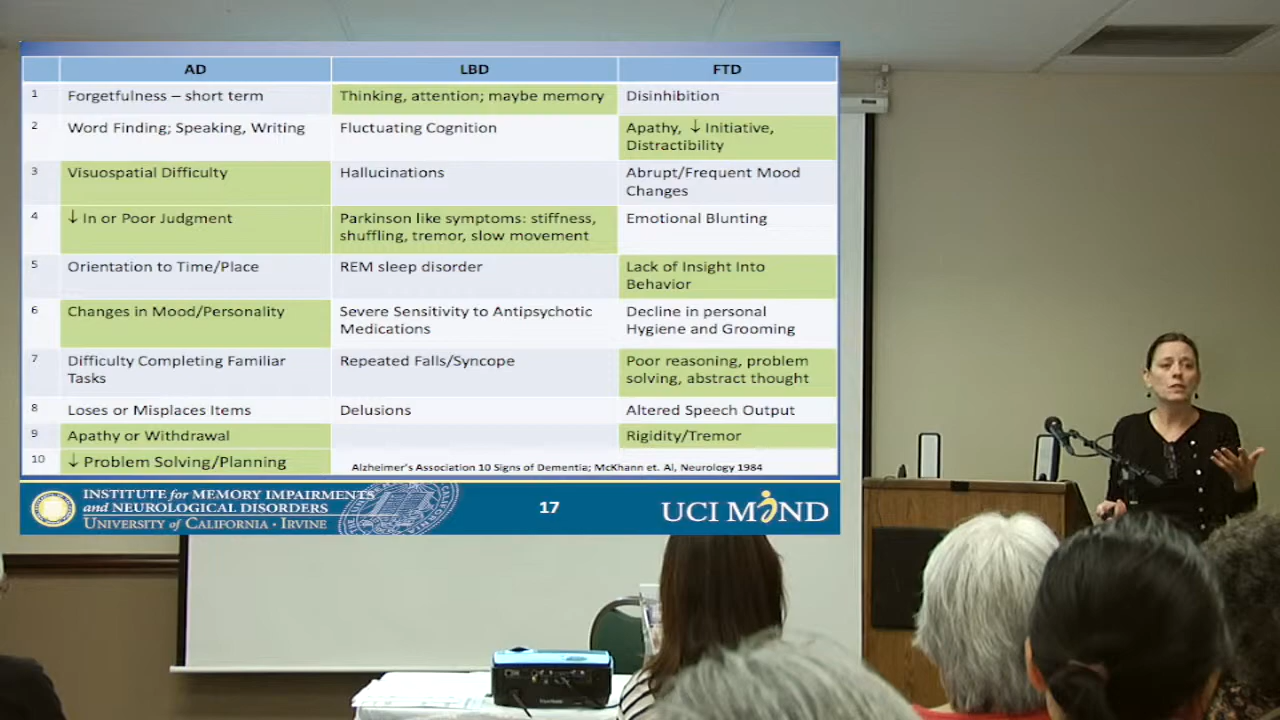 AD LBD FTD
1 Forgetfulness – short term Thinking, attention; maybe memory Disinhibition
2 Word Finding; Speaking, Writing Fluctuating Cognition Apathy, ↓ Initiative,
Distractibility
3 Visuospatial Difficulty Hallucinations Abrupt/Frequent Mood
Changes
4 ↓ In or Poor Judgment Parkinson like symptoms: stiffness, Emotional Blunting
shuffling, tremor, slow movement
5 Orientation to Time/Place REM sleep disorder Lack of Insight Into
Behavior
6 Changes in Mood/Personality Severe Sensitivity to Antipsychotic Decline in personal
Medications Hygiene and Grooming
7 Difficulty Completing Familiar Repeated Falls/Syncope Poor reasoning, problem
Tasks solving, abstract thought
8 Loses or Misplaces Items Delusions Altered Speech Output
9 Apathy or Withdrawal Rigidity/Tremor
10 ↓ Problem Solving/Planning Alzheimer's Association 10 Signs of Dementia; McKhann et. Al, Neurology 1984
INSTITUTE for MEMORY IMPAIRMENTS
and NEUROLOGICAL DISORDERS
UNIVERSITY of CALIFORNIA · IRVINE
17
UCI MIND